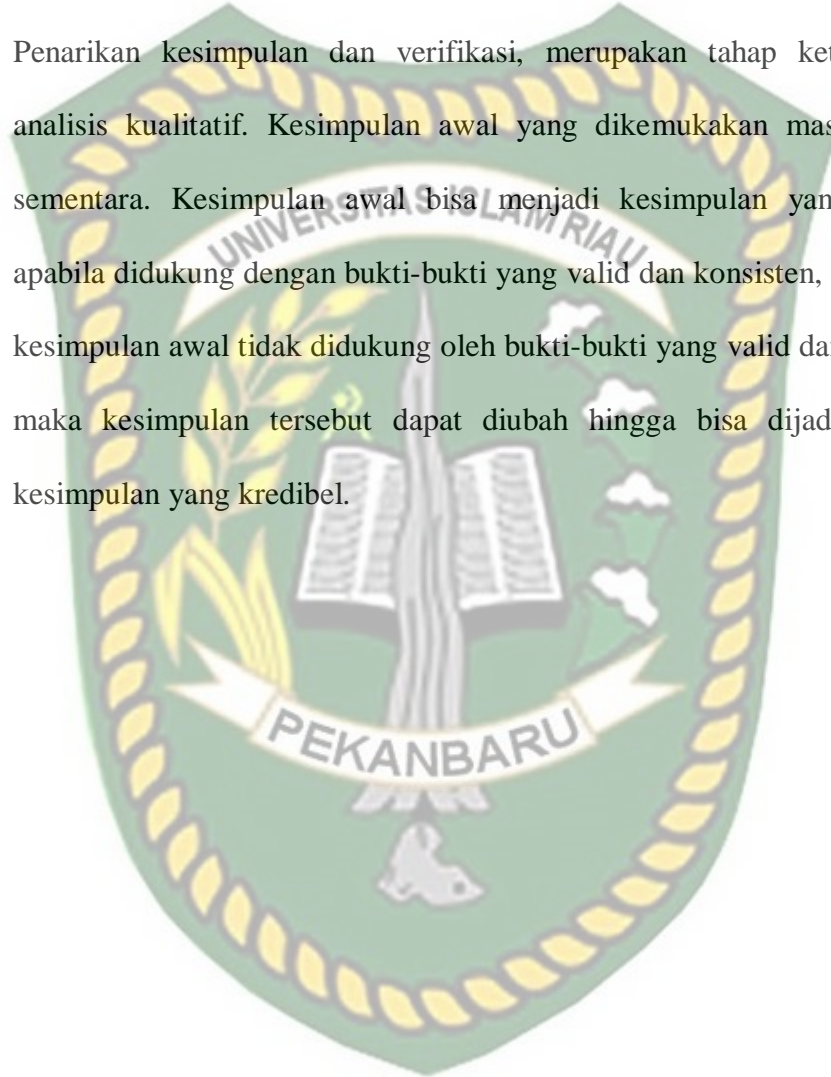 Penarikan kesimpulan dan verifikasi, merupakan tahap ket
analisis kualitatif. Kesimpulan awal yang dikemukakan mas
sementara. Kesimpulan awal bisa menjadi kesimpulan yan
UNIVERSITAS ISLAM RIAU
apabila didukung dengan bukti-bukti yang valid dan konsisten,
kesimpulan awal tidak didukung oleh bukti-bukti yang valid dan
maka kesimpulan tersebut dapat diubah hingga bisa dijad
kesimpulan yang kredibel.
PEKANBARU